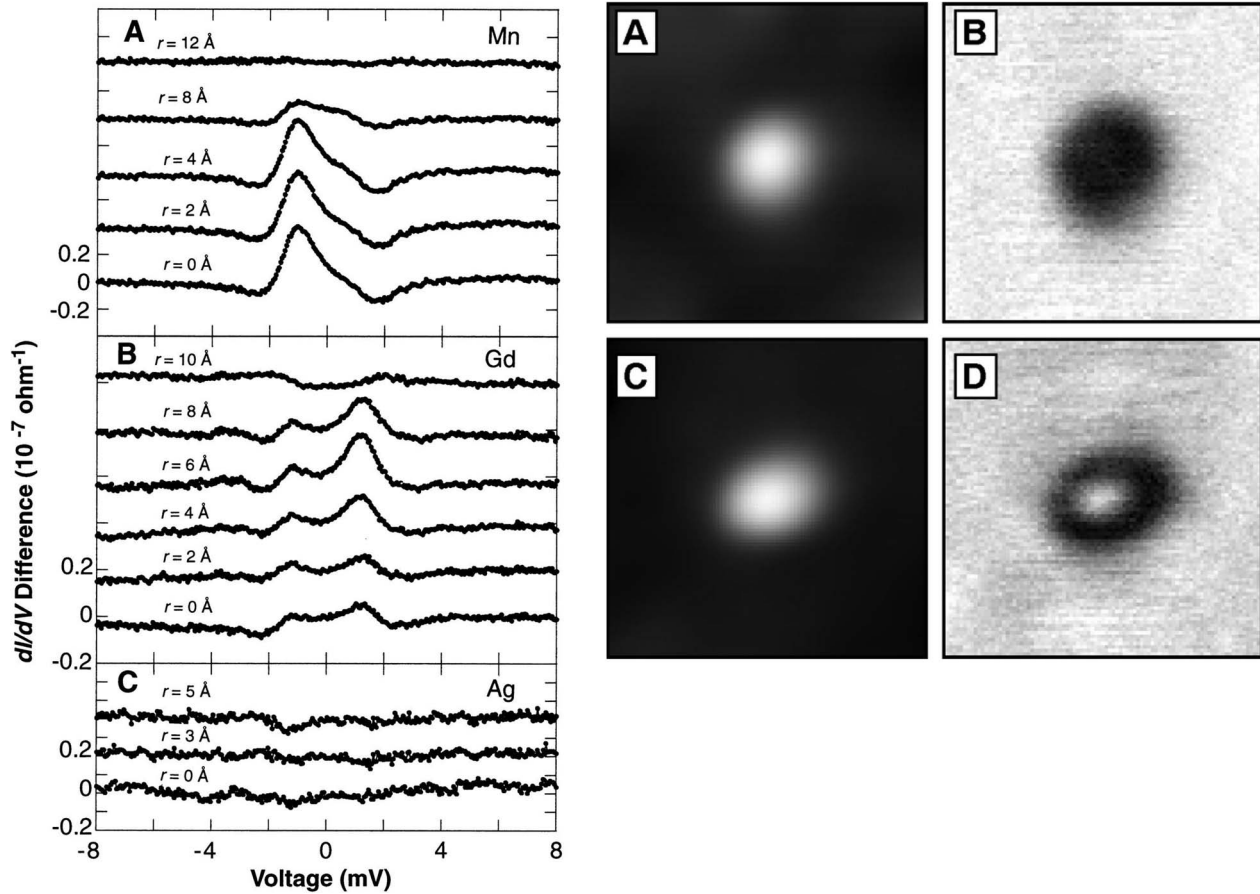 A
Mn
r = 12 Å
r = 8 Å
r = 4 Å
r = 2 Å
r = 0 Å
0.2
0
-0.2
B
Gd
r = 10 Å
r = 8 Å
r = 6 Å
r = 4 Å
r = 2 Å
r = 0 Å
0.2
0
-0.2
C
Ag
r = 5 Å
r = 3 Å
r = 0 Å
0.2
0
-0.2
-8 -4 0 4 8
Voltage (mV)
dI/dV Difference (10⁻⁷ ohm⁻¹)
A
B
C
D